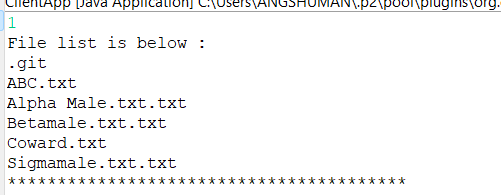 ClientApp [Java Application] C:\Users\ANGSHUMAN\.p2\pool\plugins\org.
1
File list is below :
.git
ABC.txt
Alpha Male.txt.txt
Betamale.txt.txt
Coward.txt
Sigmamale.txt.txt
****************************************